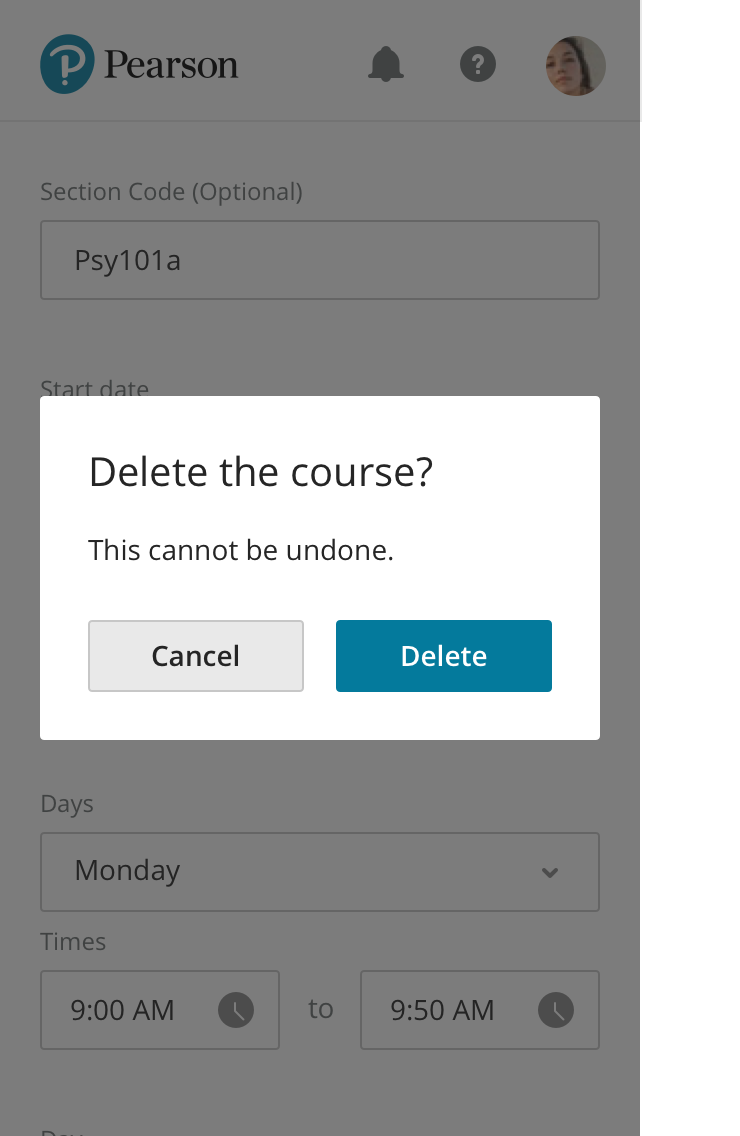 Pearson
Section Code (Optional)
Psy101a
Start date
Delete the course?
This cannot be undone.
Cancel Delete
Days
Monday
Times
9:00 AM to 9:50 AM